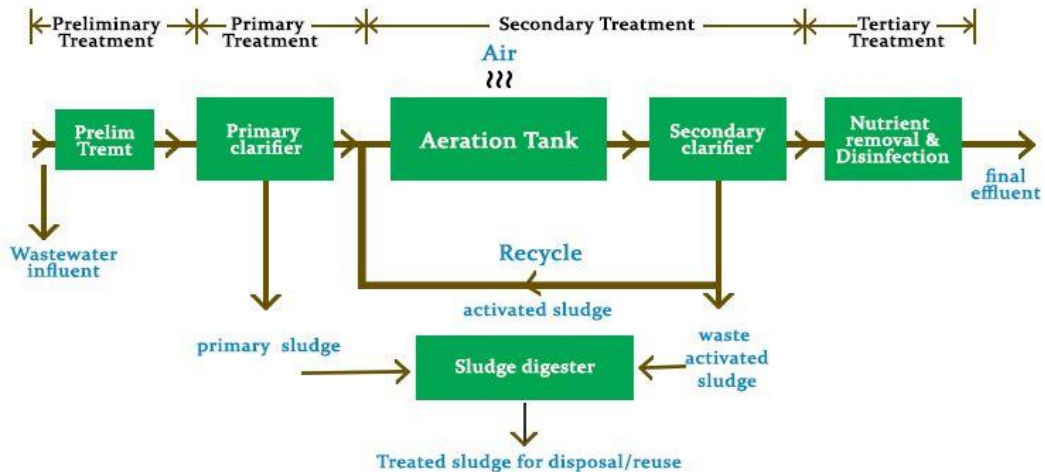 Preliminary
Treatment
Primary
Treatment
Secondary Treatment
Tertiary
Treatment
Air
Prelim
Tremt
Primary
clarifier
Aeration Tank
Secondary
clarifier
Nutrient
removal &
Disinfection
final
effluent
Wastewater
influent
Recycle
activated sludge
primary sludge
Sludge digester
waste
activated
sludge
Treated sludge for disposal/reuse